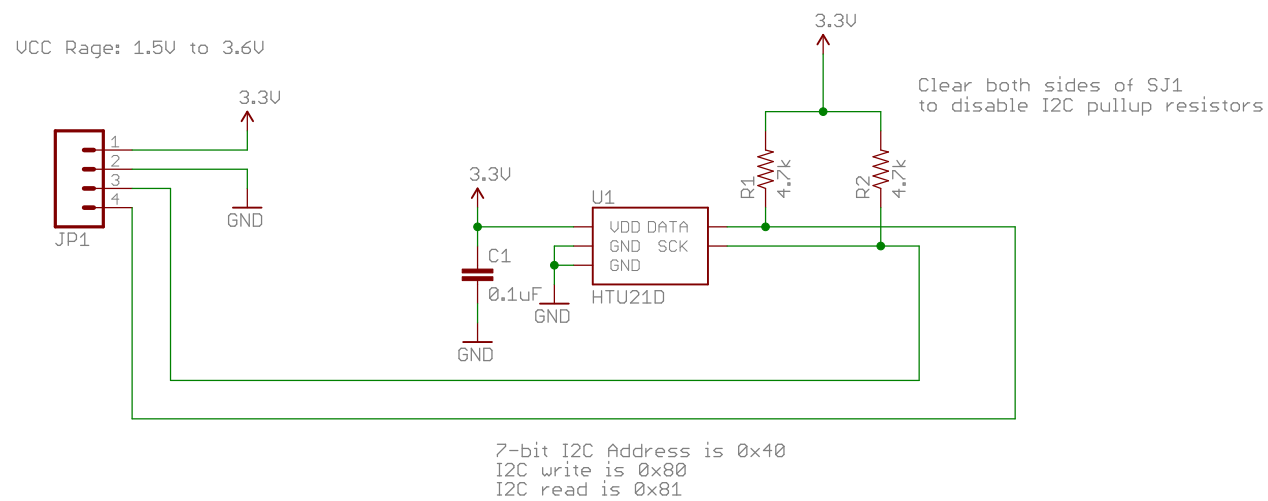 VCC Rage: 1.5V to 3.6V
3.3V
Clear both sides of SJ1
to disable I2C pullup resistors
3.3V
1
2
3
4
JP1
GND
3.3V
R1
4.7k
R2
4.7k
U1
VDD DATA
GND SCK
GND
HTU21D
C1
0.1uF
GND
GND
7-bit I2C Address is 0x40
I2C write is 0x80
I2C read is 0x81